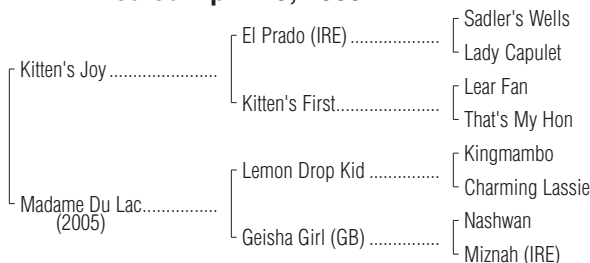 Sadler's Wells
El Prado (IRE)
Lady Capulet
Kitten's Joy
Lear Fan
Kitten's First
That's My Hon
Kingmambo
Lemon Drop Kid
Charming Lassie
Madame Du Lac
(2005)
Nashwan
Geisha Girl (GB)
Miznah (IRE)